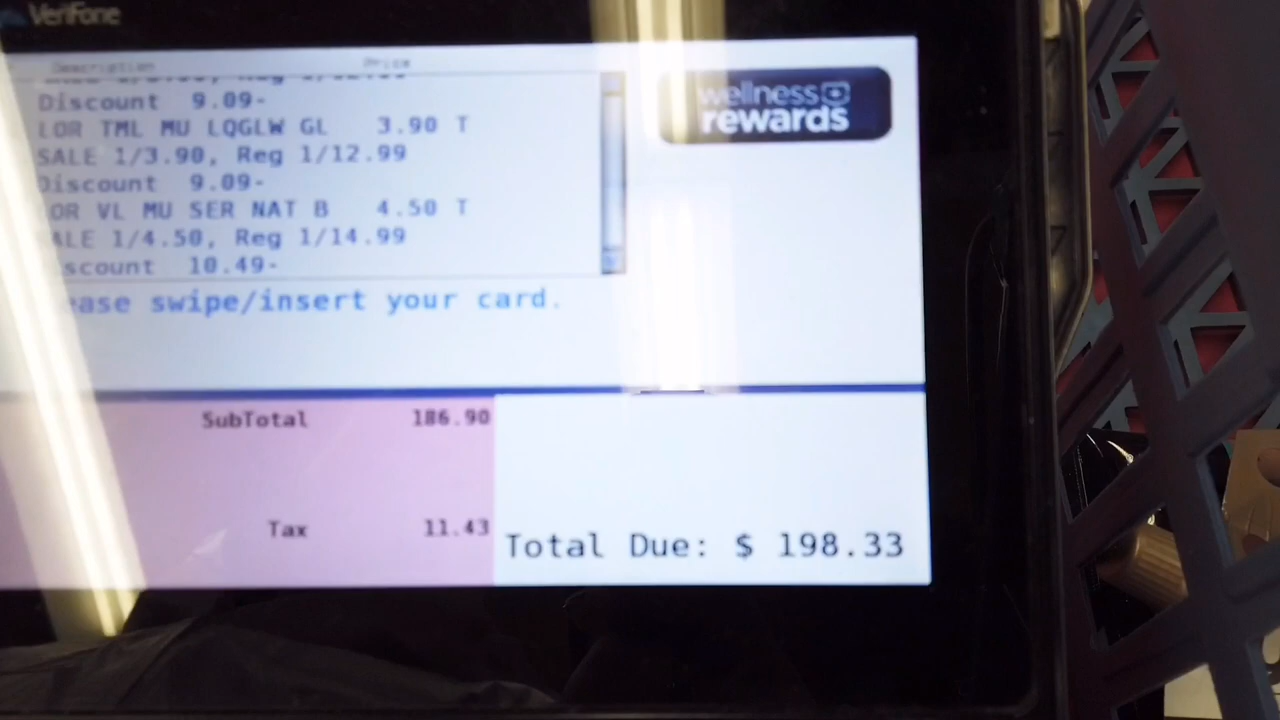 VeriFone
Description Price
Discount 9.09-
LOR TML MU LQGLW GL 3.90 T
SALE 1/3.90, Reg 1/12.99
Discount 9.09-
OR VL MU SER NAT B 4.50 T
ALE 1/4.50, Reg 1/14.99
scount 10.49-
ease swipe/insert your card.
wellness
rewards
SubTotal 186.90
Tax 11.43
Total Due: $ 198.33